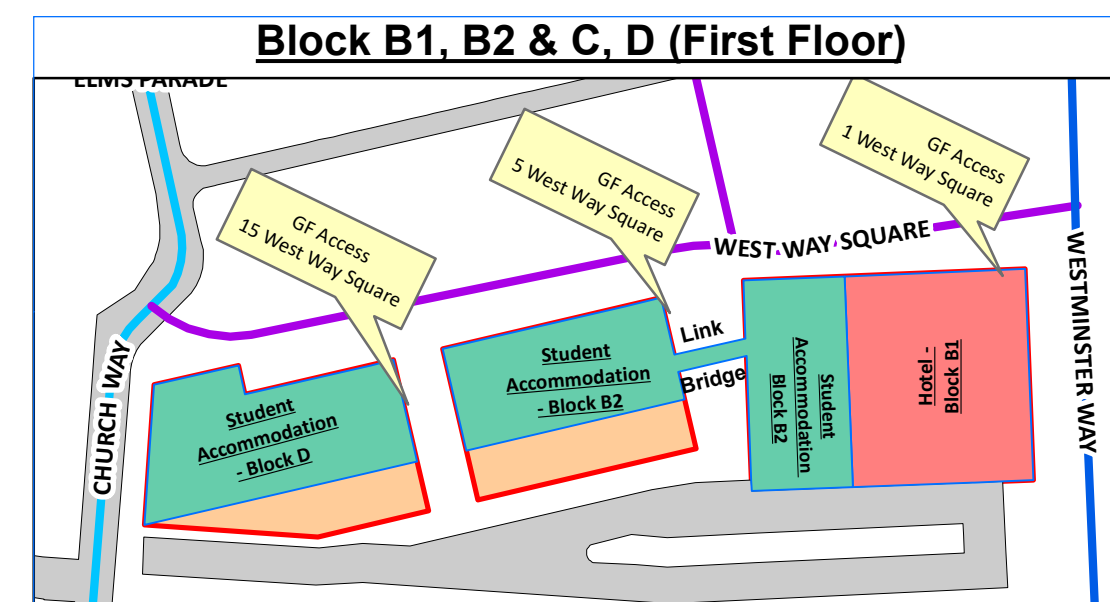 Block B1, B2 & C, D (First Floor)
ELMS PARADE
GF Access
1 West Way Square
GF Access
5 West Way Square
GF Access
15 West Way Square
WEST WAY SQUARE
WESTMINSTER WAY
CHURCH WAY
Link
Bridge
Student
Accommodation
- Block D
Student
Accommodation
- Block B2
Student
Accommodation
Block B2
Hotel -
Block B1